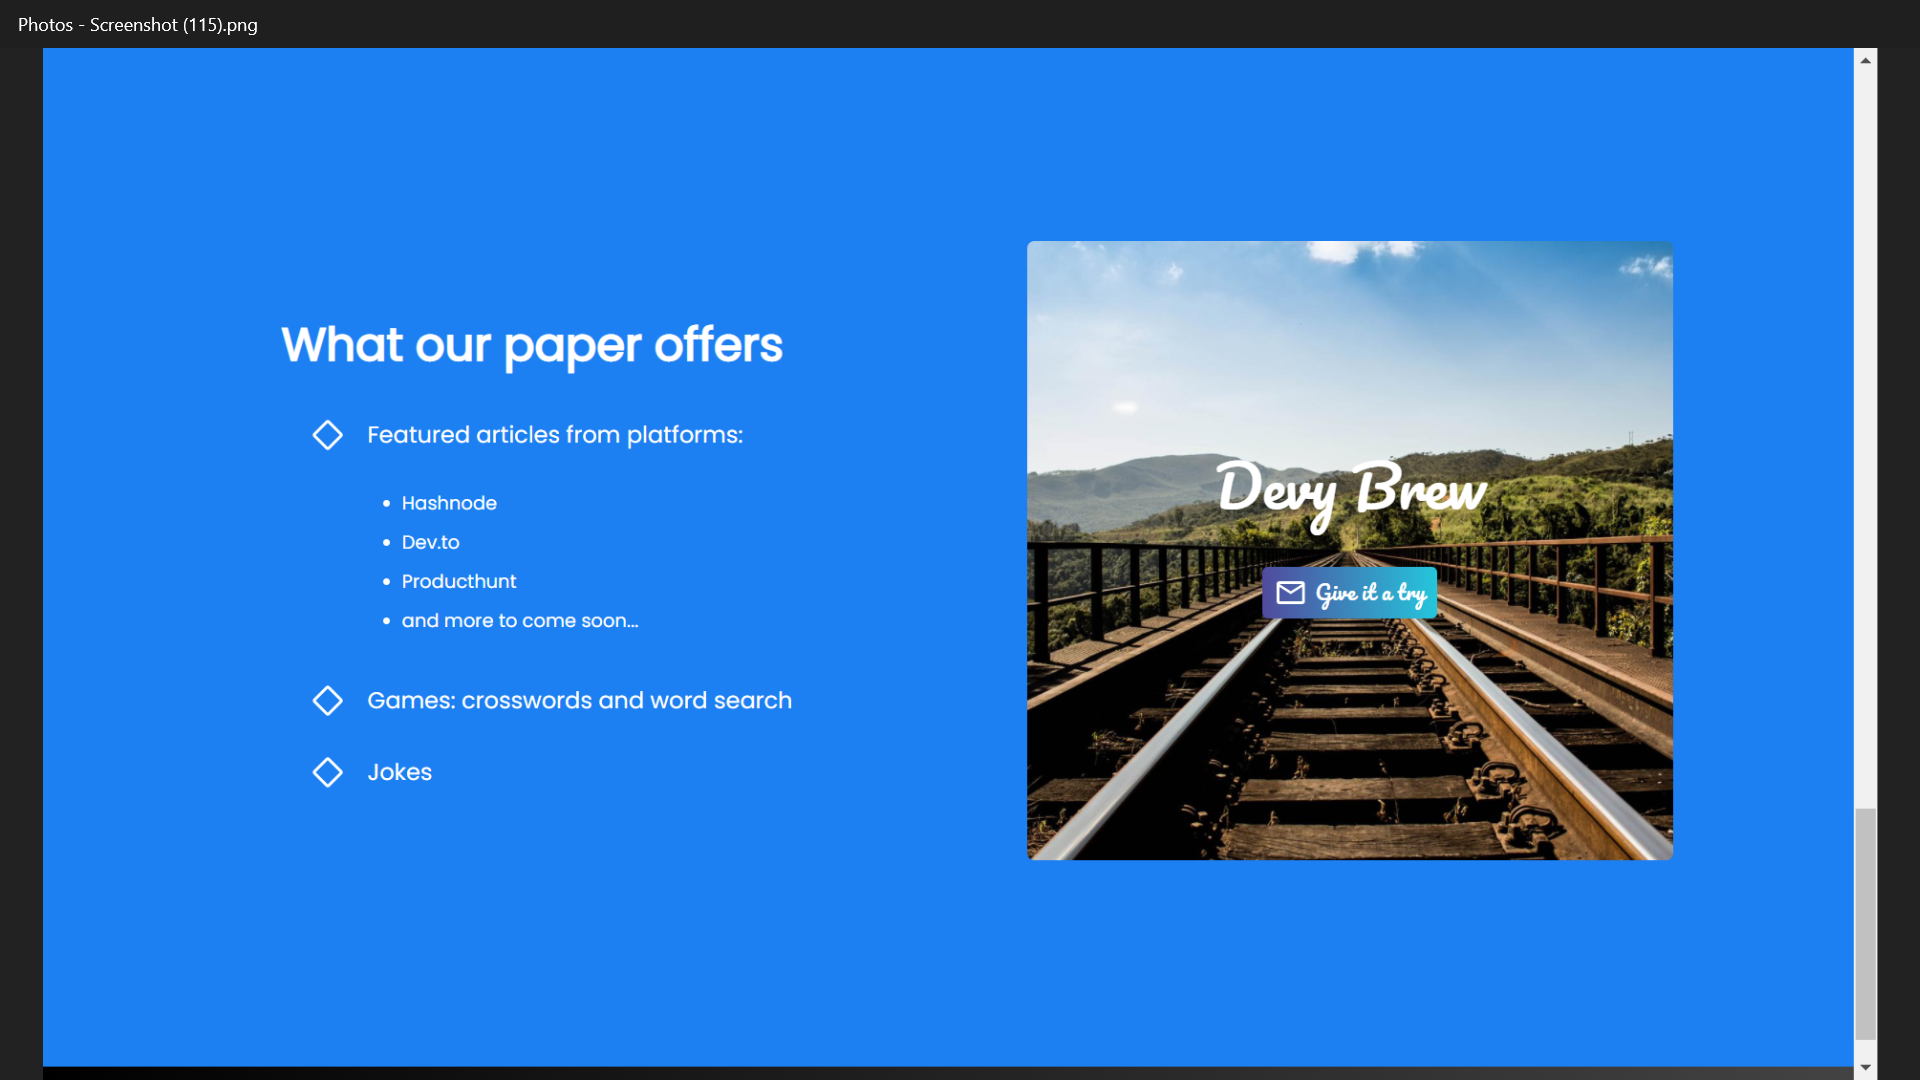 Photos - Screenshot (115).png
What our paper offers
Featured articles from platforms:
Hashnode
Dev.to
Producthunt
and more to come soon...
Games: crosswords and word search
Jokes
Devy Brew
Give it a try